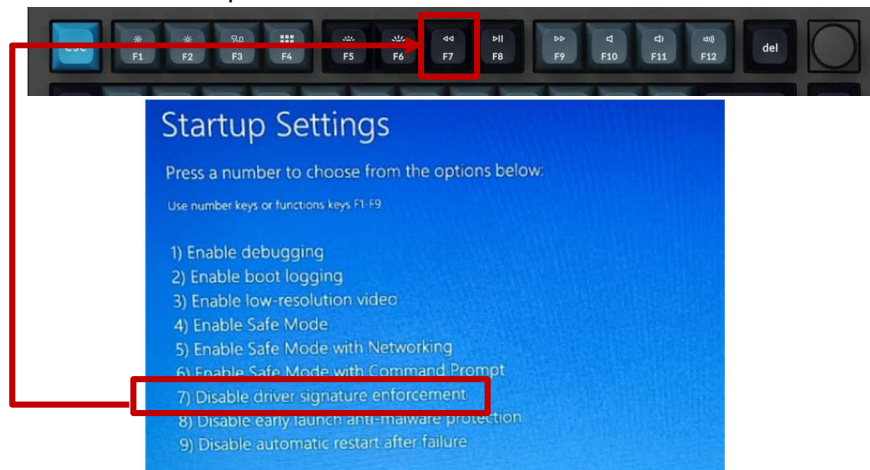 esc F1 F2 F3 F4 F5 F6 F7 F8 F9 F10 F11 F12 del
Startup Settings
Press a number to choose from the options below:
Use number keys or functions keys F1-F9
1) Enable debugging
2) Enable boot logging
3) Enable low-resolution video
4) Enable Safe Mode
5) Enable Safe Mode with Networking
6) Enable Safe Mode with Command Prompt
7) Disable driver signature enforcement
8) Disable early launch anti-malware protection
9) Disable automatic restart after failure